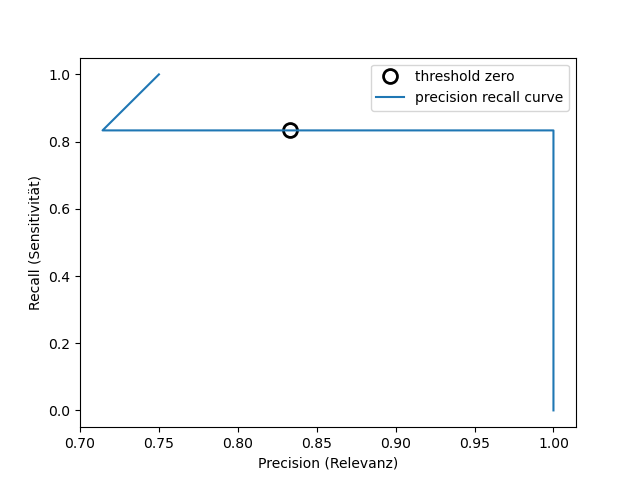 threshold zero
precision recall curve
1.0
0.8
0.6
0.4
0.2
0.0
Recall (Sensitivität)
0.70 0.75 0.80 0.85 0.90 0.95 1.00
Precision (Relevanz)